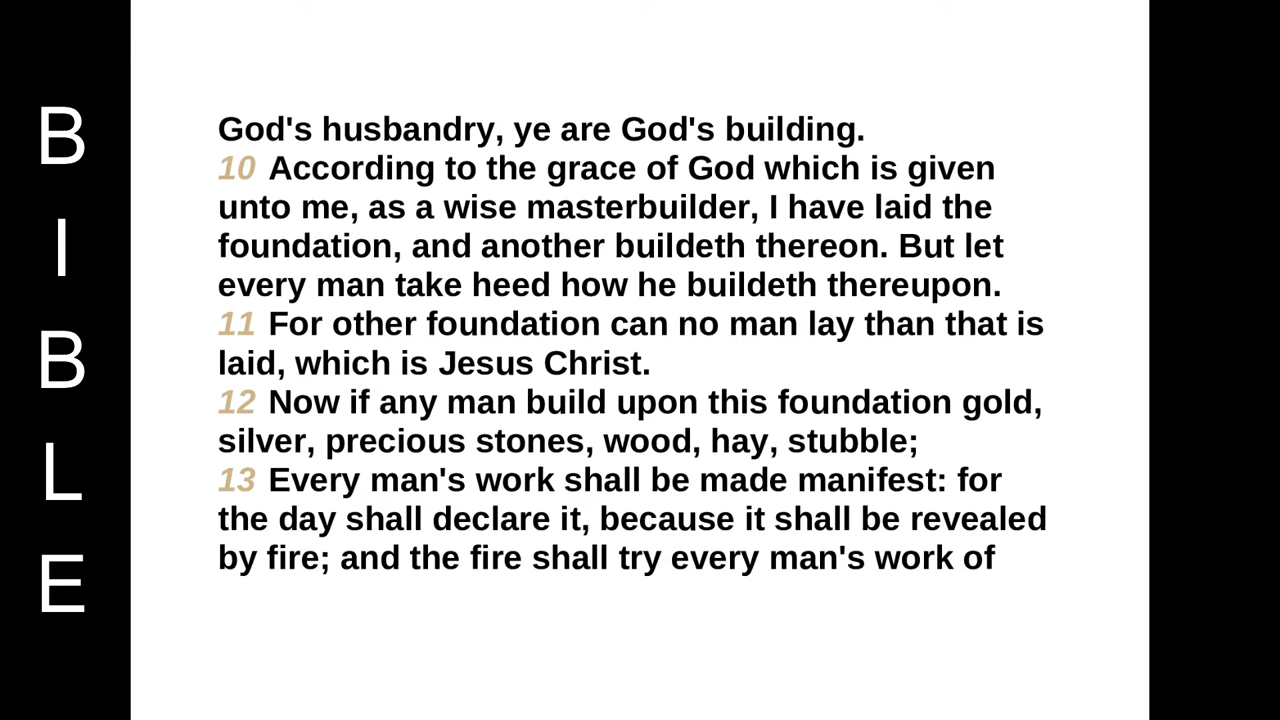 BIBLE
God's husbandry, ye are God's building.
10 According to the grace of God which is given
unto me, as a wise masterbuilder, I have laid the
foundation, and another buildeth thereon. But let
every man take heed how he buildeth thereupon.
11 For other foundation can no man lay than that is
laid, which is Jesus Christ.
12 Now if any man build upon this foundation gold,
silver, precious stones, wood, hay, stubble;
13 Every man's work shall be made manifest: for
the day shall declare it, because it shall be revealed
by fire; and the fire shall try every man's work of